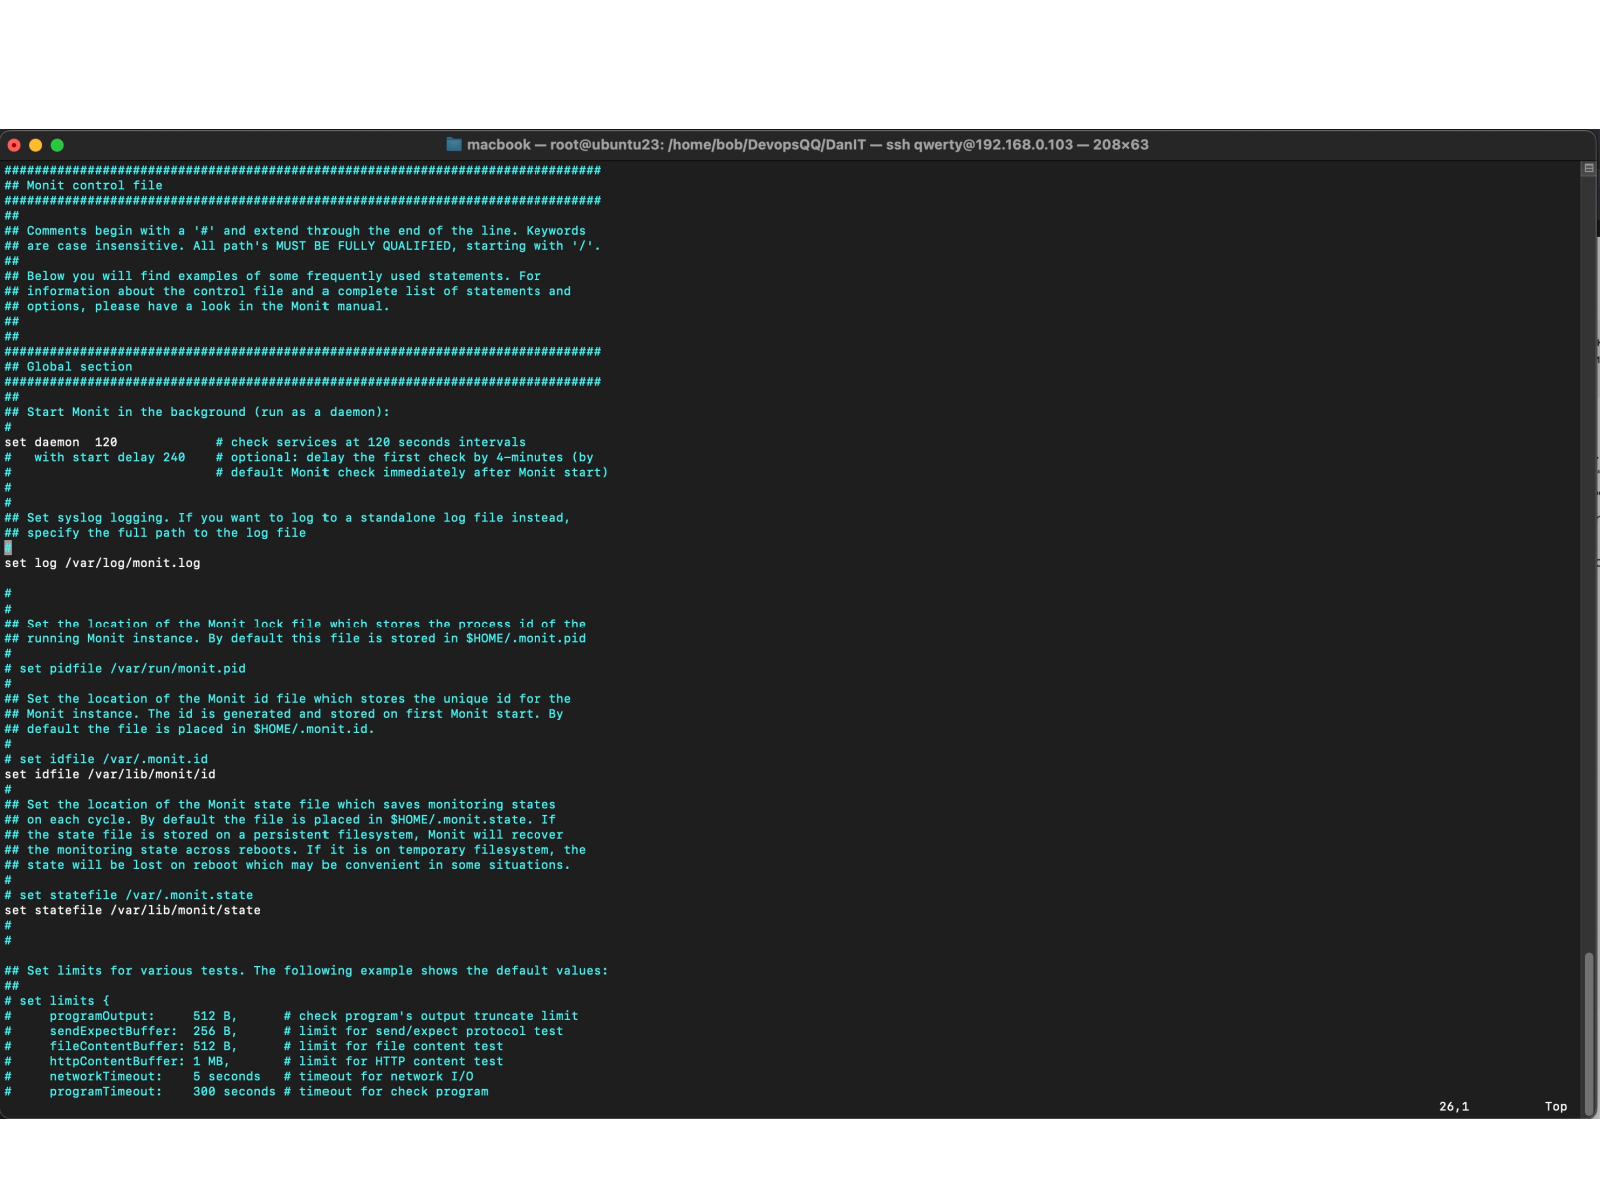 macbook — root@ubuntu23: /home/bob/DevopsQQ/DanIT — ssh qwerty@192.168.0.103 — 208×63
###############################################################################
## Monit control file
###############################################################################
##
## Comments begin with a '#' and extend through the end of the line. Keywords
## are case insensitive. All path's MUST BE FULLY QUALIFIED, starting with '/'.
##
## Below you will find examples of some frequently used statements. For
## information about the control file and a complete list of statements and
## options, please have a look in the Monit manual.
##
##
###############################################################################
## Global section
###############################################################################
##
## Start Monit in the background (run as a daemon):
#
set daemon  120             # check services at 120 seconds intervals
#   with start delay 240    # optional: delay the first check by 4-minutes (by
#                           # default Monit check immediately after Monit start)
#
#
## Set syslog logging. If you want to log to a standalone log file instead,
## specify the full path to the log file
#
set log /var/log/monit.log

#
#
## Set the location of the Monit lock file which stores the process id of the
## running Monit instance. By default this file is stored in $HOME/.monit.pid
#
# set pidfile /var/run/monit.pid
#
## Set the location of the Monit id file which stores the unique id for the
## Monit instance. The id is generated and stored on first Monit start. By
## default the file is placed in $HOME/.monit.id.
#
# set idfile /var/.monit.id
set idfile /var/lib/monit/id
#
## Set the location of the Monit state file which saves monitoring states
## on each cycle. By default the file is placed in $HOME/.monit.state. If
## the state file is stored on a persistent filesystem, Monit will recover
## the monitoring state across reboots. If it is on temporary filesystem, the
## state will be lost on reboot which may be convenient in some situations.
#
# set statefile /var/.monit.state
set statefile /var/lib/monit/state
#
#

## Set limits for various tests. The following example shows the default values:
##
# set limits {
#     programOutput:     512 B,      # check program's output truncate limit
#     sendExpectBuffer:  256 B,      # limit for send/expect protocol test
#     fileContentBuffer: 512 B,      # limit for file content test
#     httpContentBuffer: 1 MB,       # limit for HTTP content test
#     networkTimeout:    5 seconds   # timeout for network I/O
#     programTimeout:    300 seconds # timeout for check program
26,1          Top